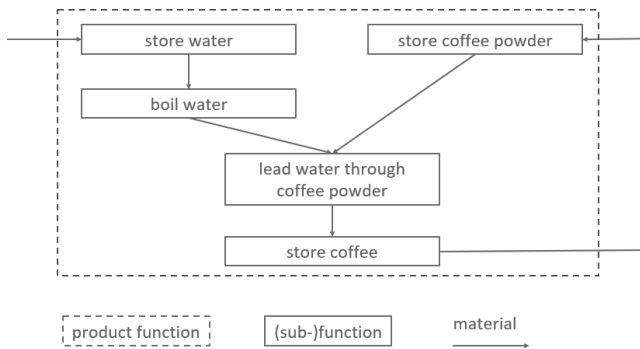 store water
store coffee powder
boil water
lead water through
coffee powder
store coffee
product function
(sub-)function
material